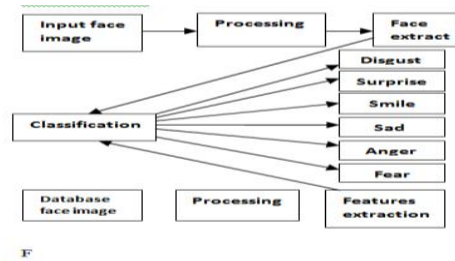 Input face
image
Processing
Face
extract
Disgust
Surprise
Smile
Classification
Sad
Anger
Fear
Database
face image
Processing
Features
extraction
F